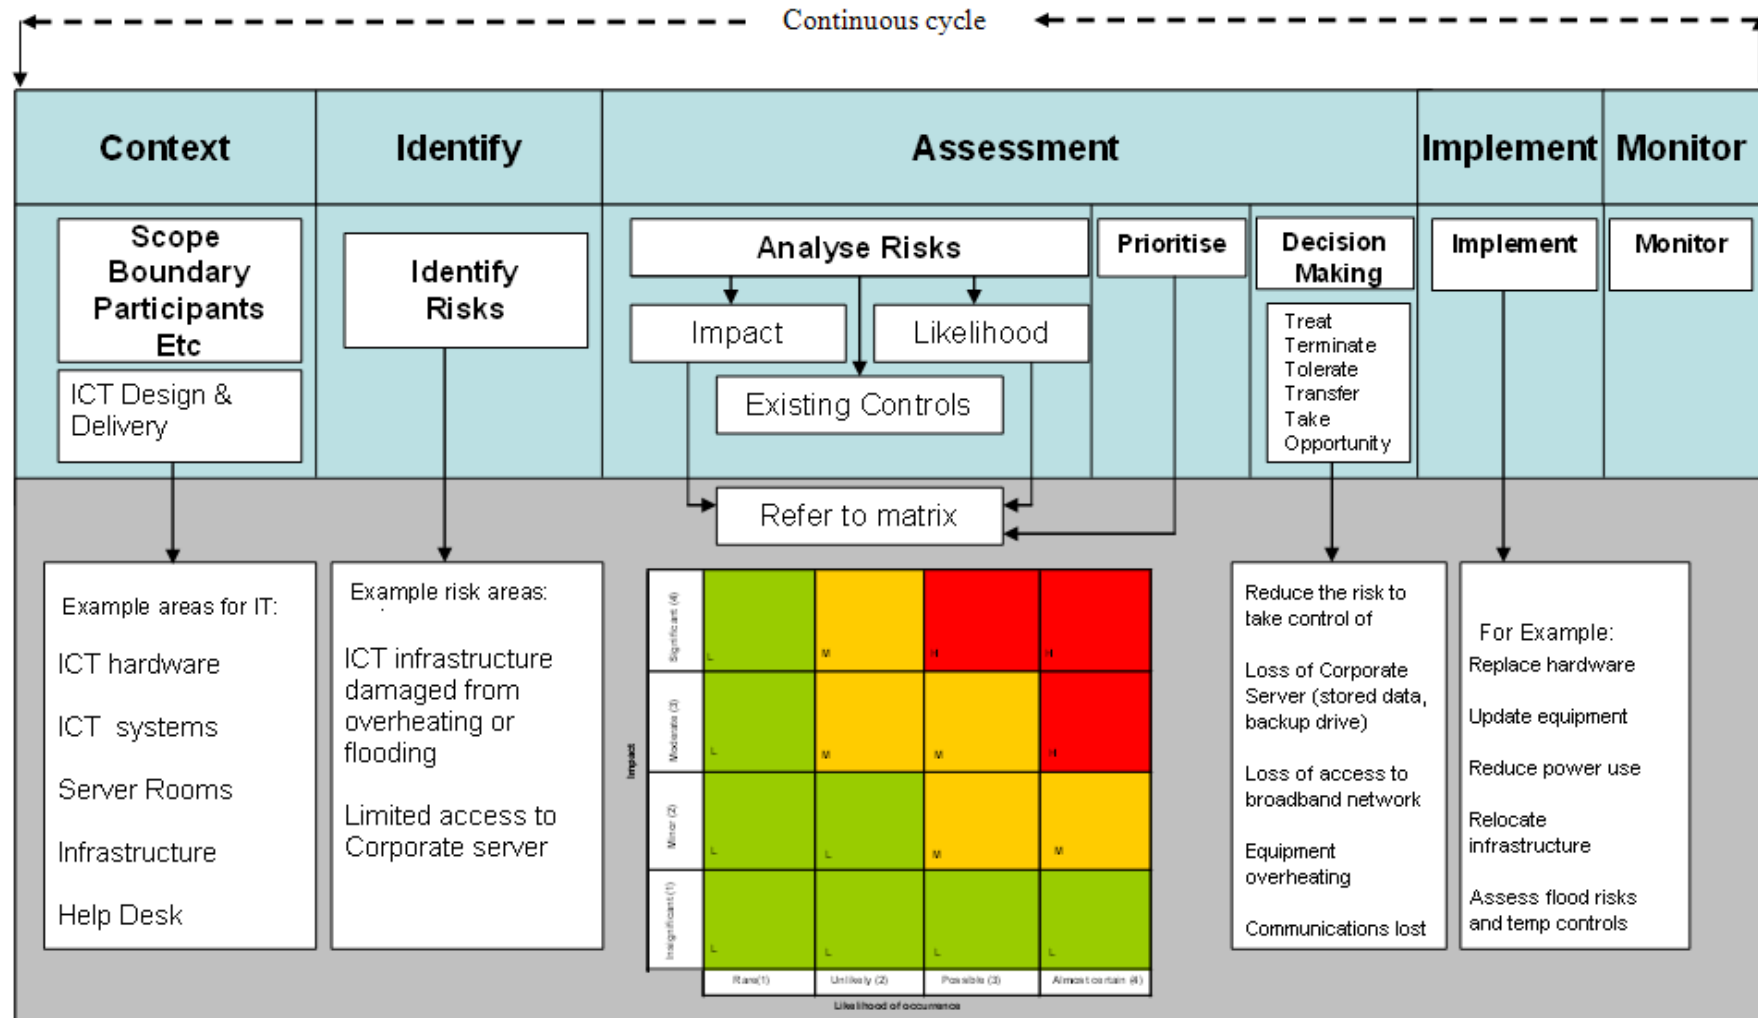 Continuous cycle
Context
Identify
Assessment
Implement
Monitor
Scope
Boundary
Participants
Etc
ICT Design &
Delivery
Identify
Risks
Analyse Risks
Impact
Likelihood
Existing Controls
Prioritise
Decision
Making
Treat
Terminate
Tolerate
Transfer
Take
Opportunity
Implement
Monitor
Refer to matrix
Example areas for IT:
ICT hardware
ICT systems
Server Rooms
Infrastructure
Help Desk
Example risk areas:
ICT infrastructure
damaged from
overheating or
flooding
Limited access to
Corporate server
Impact
Significant (4)
L
M
H
H
Moderate (3)
L
M
M
H
Minor (2)
L
L
M
M
Insignificant (1)
L
L
L
L
Rare(1)
Unlikely (2)
Possible (3)
Almost certain (4)
Likelihood of occurrence
Reduce the risk to
take control of
Loss of Corporate
Server (stored data,
backup drive)
Loss of access to
broadband network
Equipment
overheating
Communications lost
For Example:
Replace hardware
Update equipment
Reduce power use
Relocate
infrastructure
Assess flood risks
and temp controls